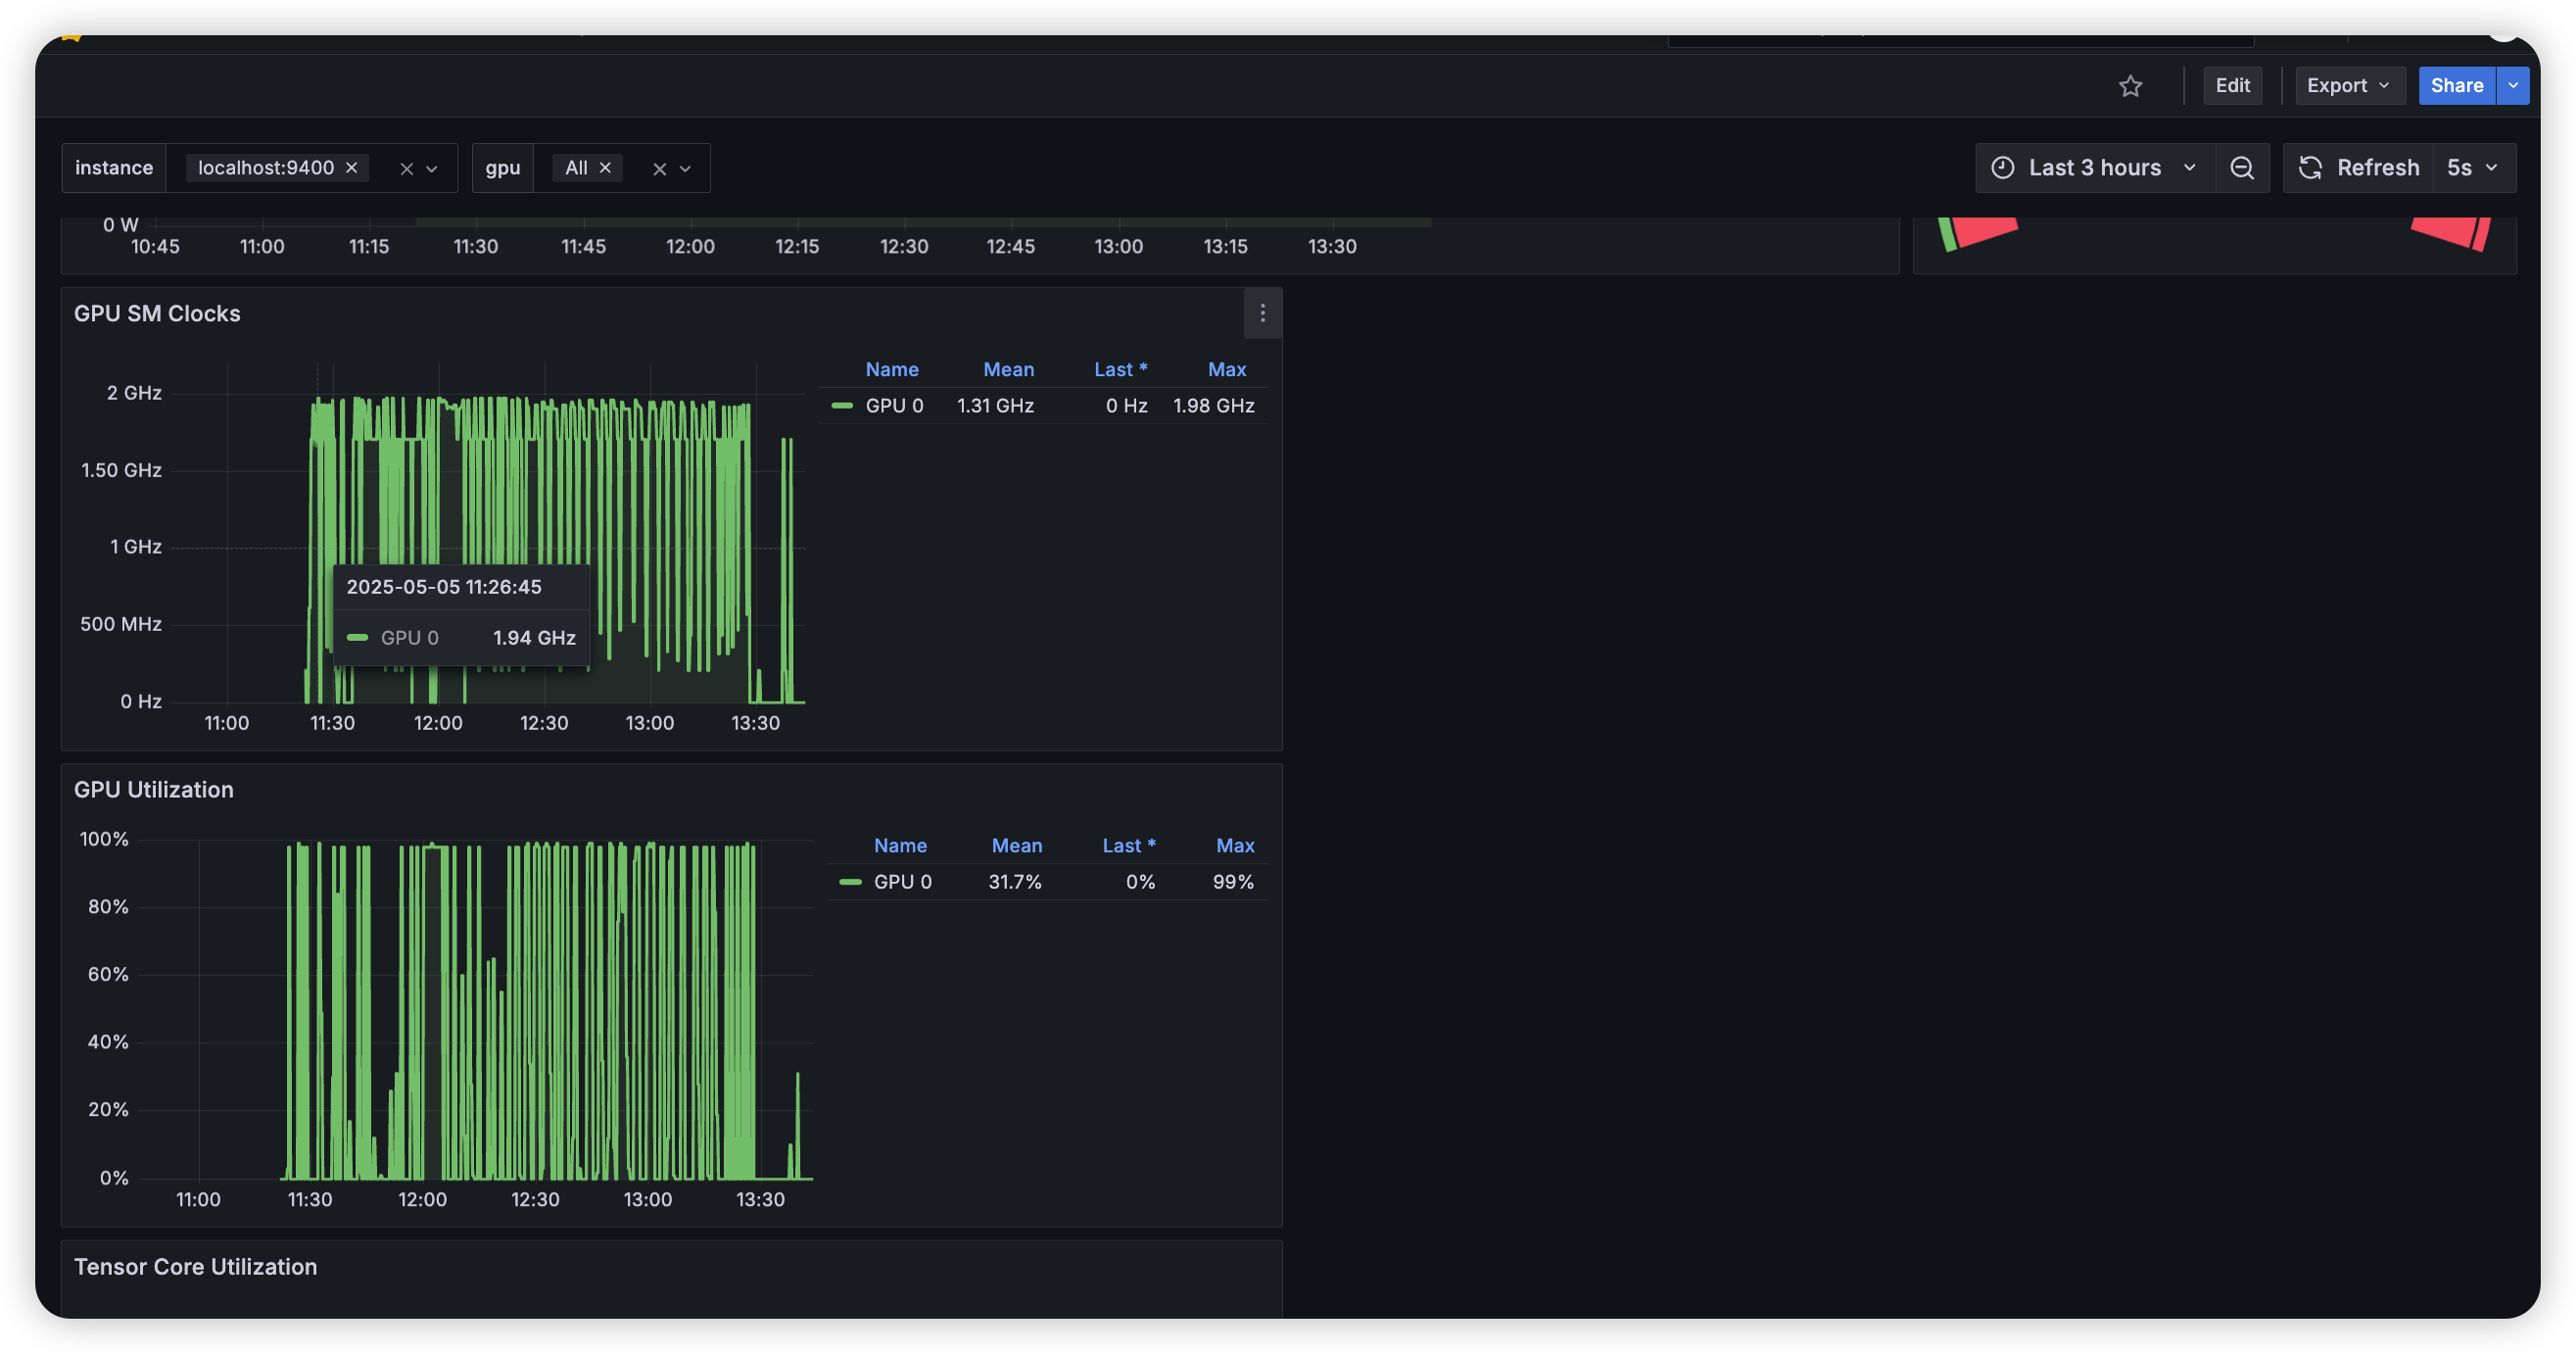 Edit Export Share
instance localhost:9400 gpu All Last 3 hours Refresh 5s
0 W
10:45 11:00 11:15 11:30 11:45 12:00 12:15 12:30 12:45 13:00 13:15 13:30
GPU SM Clocks
Name Mean Last * Max
GPU 0 1.31 GHz 0 Hz 1.98 GHz
2 GHz
1.50 GHz
1 GHz
500 MHz
0 Hz
2025-05-05 11:26:45
GPU 0 1.94 GHz
11:00 11:30 12:00 12:30 13:00 13:30
GPU Utilization
Name Mean Last * Max
GPU 0 31.7% 0% 99%
100%
80%
60%
40%
20%
0%
11:00 11:30 12:00 12:30 13:00 13:30
Tensor Core Utilization